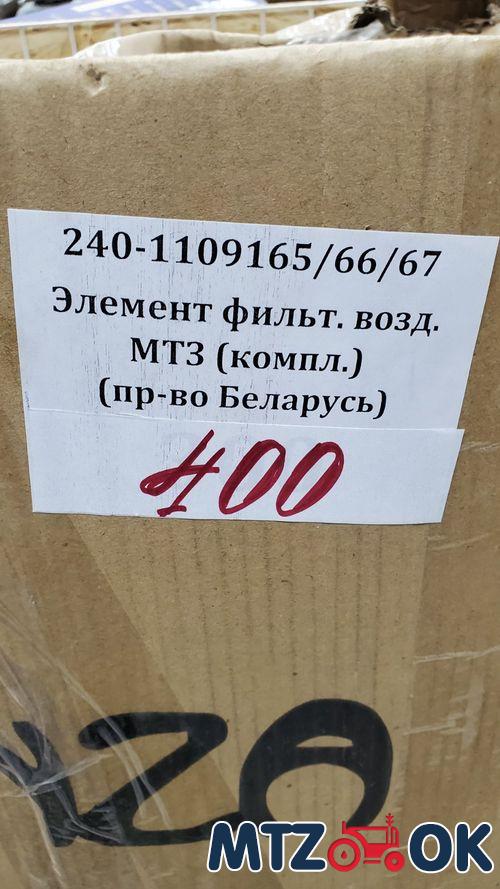 240-1109165/66/67
Элемент фильт. возд.
МТЗ (компл.)
(пр-во Беларусь)
400
MTZ OK